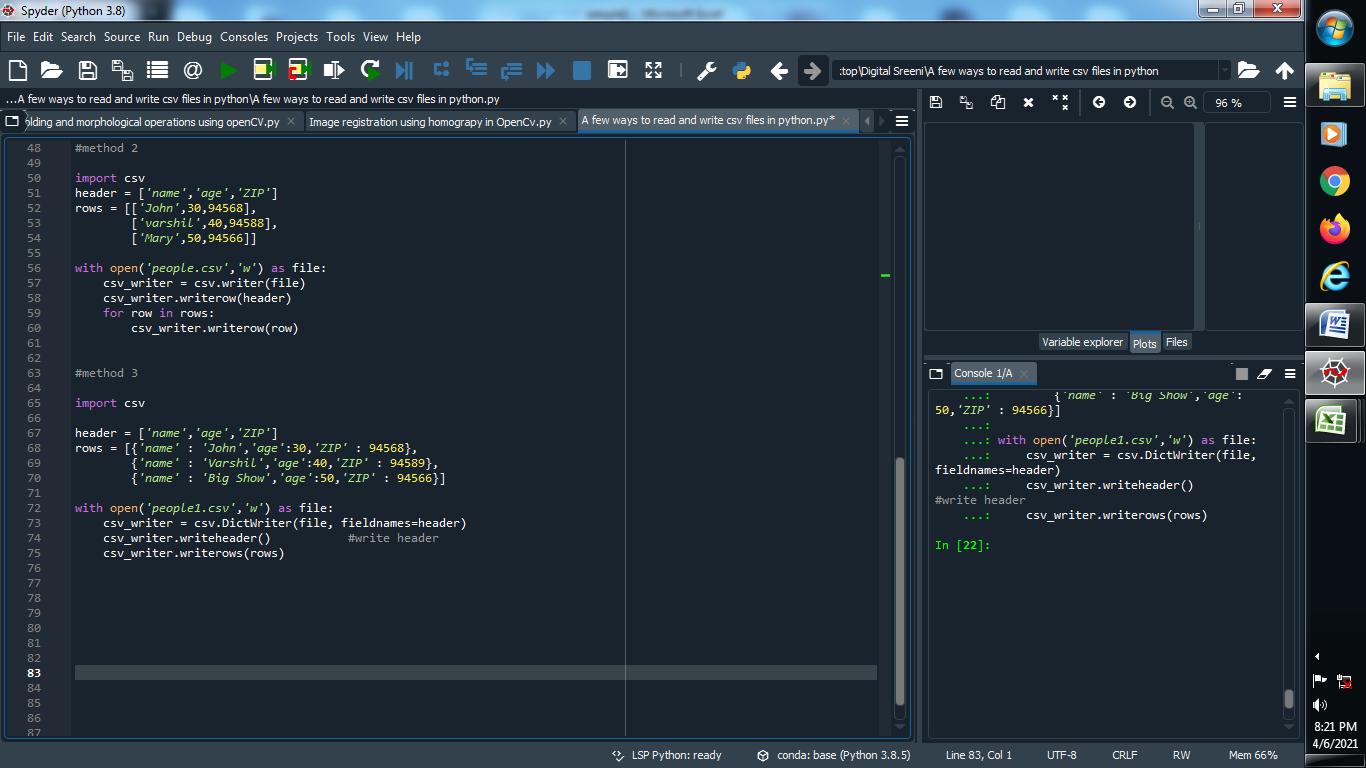 Spyder (Python 3.8)
File Edit Search Source Run Debug Consoles Projects Tools View Help
:top\Digital Sreeni\A few ways to read and write csv files in python
...A few ways to read and write csv files in python\A few ways to read and write csv files in python.py
olding and morphological operations using openCV.py
Image registration using homograpy in OpenCv.py
A few ways to read and write csv files in python.py*
96 %
48 #method 2
49
50 import csv
51 header = ['name','age','ZIP']
52 rows = [['John',30,94568],
53 ['varshil',40,94588],
54 ['Mary',50,94566]]
55
56 with open('people.csv','w') as file:
57 csv_writer = csv.writer(file)
58 csv_writer.writerow(header)
59 for row in rows:
60 csv_writer.writerow(row)
61
62
63 #method 3
64
65 import csv
66
67 header = ['name','age','ZIP']
68 rows = [{'name' : 'John','age':30,'ZIP' : 94568},
69 {'name' : 'Varshil','age':40,'ZIP' : 94589},
70 {'name' : 'Big Show','age':50,'ZIP' : 94566}]
71
72 with open('people1.csv','w') as file:
73 csv_writer = csv.DictWriter(file, fieldnames=header)
74 csv_writer.writeheader() #write header
75 csv_writer.writerows(rows)
76
77
78
79
80
81
82
83
84
85
86
87
Variable explorer Plots Files
Console 1/A
...: {'name' : 'Big Show','age':
50,'ZIP' : 94566}]
...:
...: with open('people1.csv','w') as file:
...: csv_writer = csv.DictWriter(file,
fieldnames=header)
...: csv_writer.writeheader()
#write header
...: csv_writer.writerows(rows)
In [22]:
LSP Python: ready conda: base (Python 3.8.5) Line 83, Col 1 UTF-8 CRLF RW Mem 66%
8:21 PM
4/6/2021